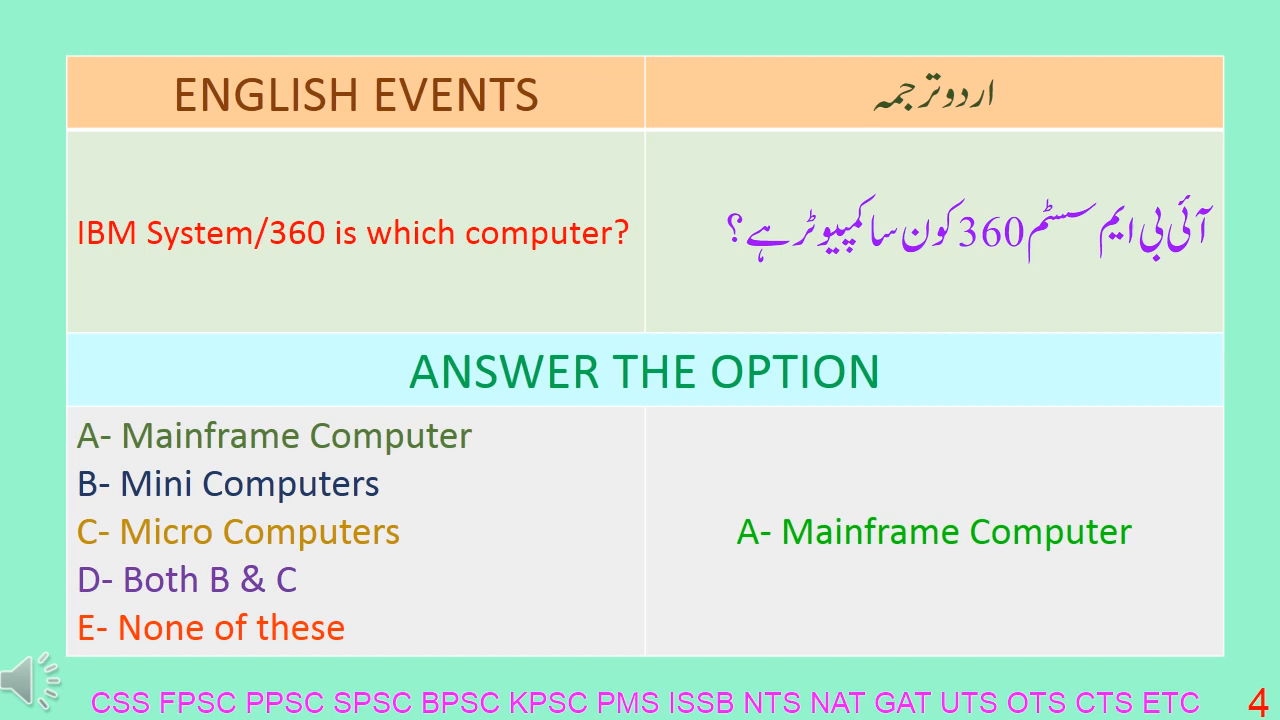 ENGLISH EVENTS
اردو ترجمہ
IBM System/360 is which computer?
آئی بی ایم سسٹم 360 کون سا کمپیوٹر ہے؟
ANSWER THE OPTION
A- Mainframe Computer
B- Mini Computers
C- Micro Computers
D- Both B & C
E- None of these
A- Mainframe Computer
CSS FPSC PPSC SPSC BPSC KPSC PMS ISSB NTS NAT GAT UTS OTS CTS ETC
4